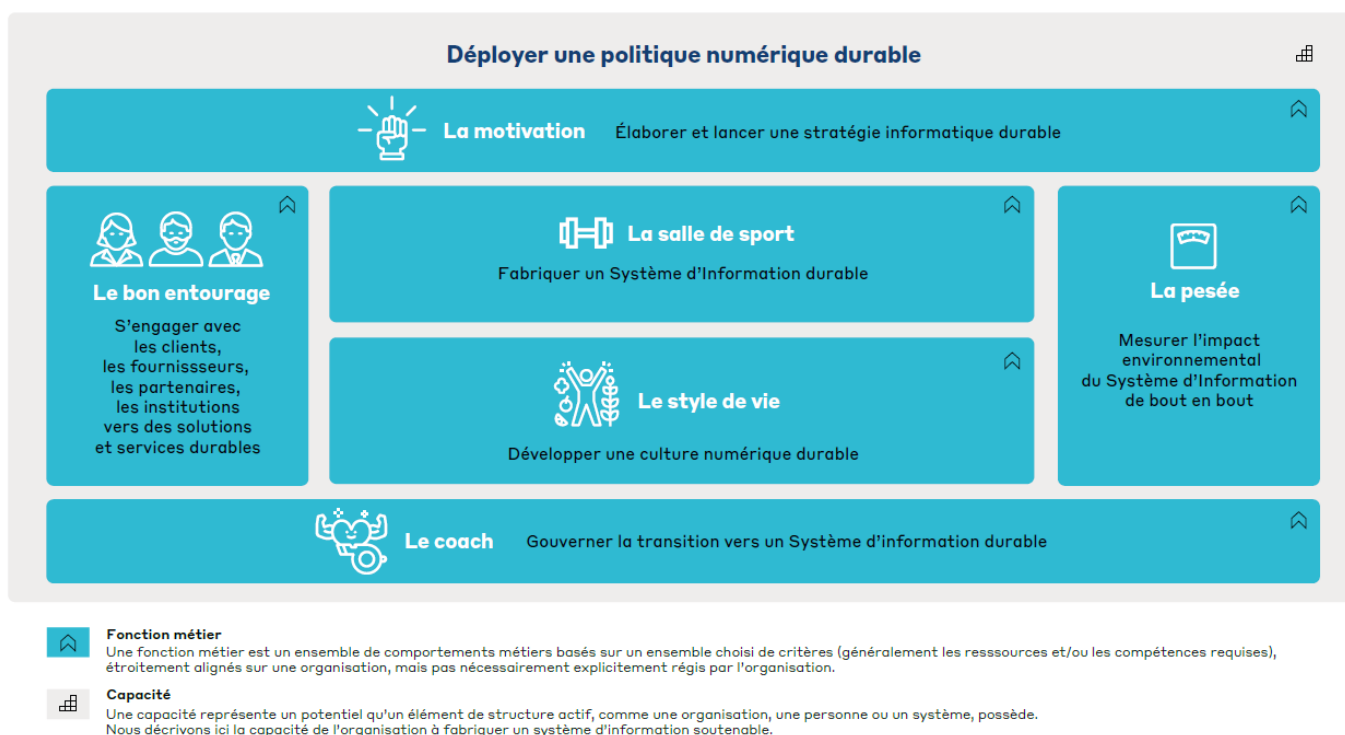 Déployer une politique numérique durable
La motivation Élaborer et lancer une stratégie informatique durable
Le bon entourage
S'engager avec
les clients,
les fournissseurs,
les partenaires,
les institutions
vers des solutions
et services durables
La salle de sport
Fabriquer un Système d'Information durable
Le style de vie
Développer une culture numérique durable
La pesée
Mesurer l'impact
environnemental
du Système d'Information
de bout en bout
Le coach Gouverner la transition vers un Système d'information durable
Fonction métier
Une fonction métier est un ensemble de comportements métiers basés sur un ensemble choisi de critères (généralement les resssources et/ou les compétences requises),
étroitement alignés sur une organisation, mais pas nécessairement explicitement régis par l'organisation.
Capacité
Une capacité représente un potentiel qu'un élément de structure actif, comme une organisation, une personne ou un système, possède.
Nous décrivons ici la capacité de l'organisation à fabriquer un système d'information soutenable.